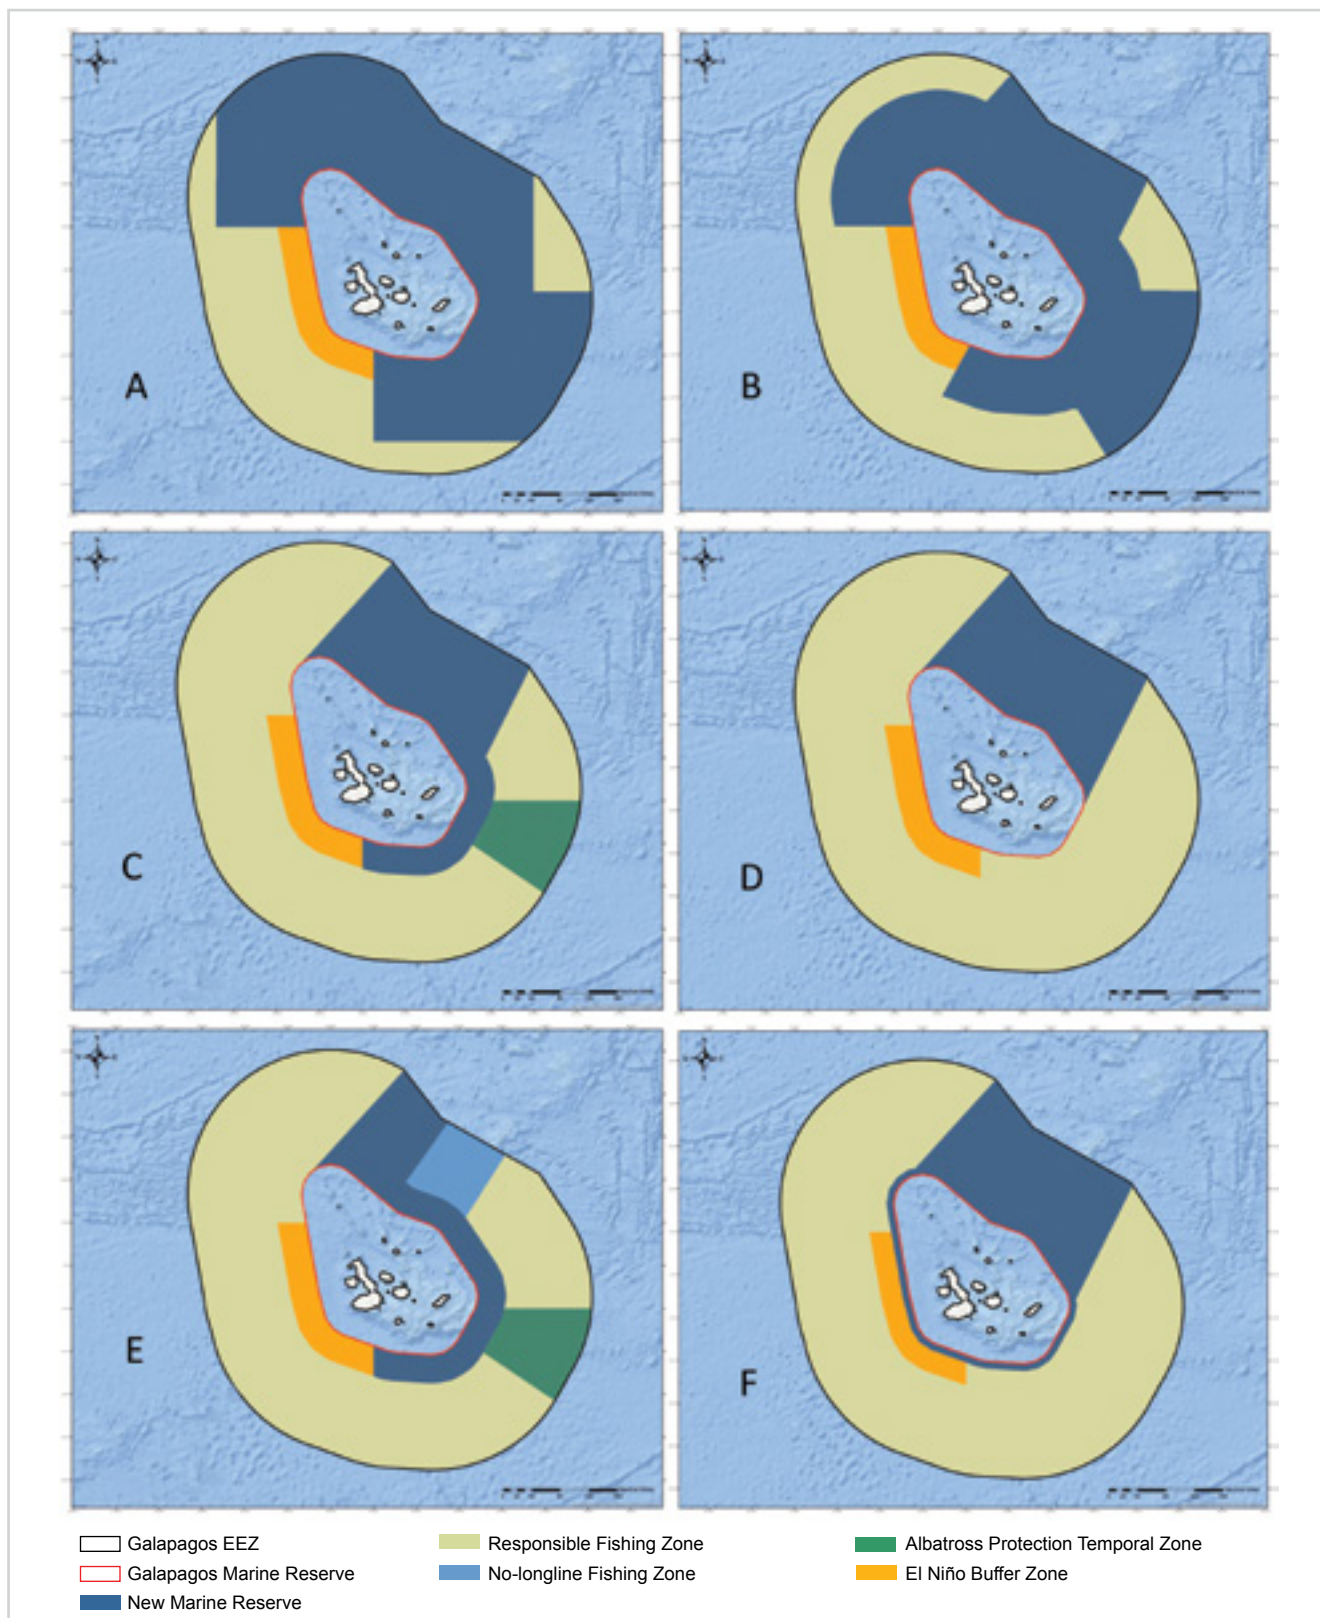 A
B
C
D
E
F
Galapagos EEZ
Galapagos Marine Reserve
New Marine Reserve
Responsible Fishing Zone
No-longline Fishing Zone
Albatross Protection Temporal Zone
El Niño Buffer Zone